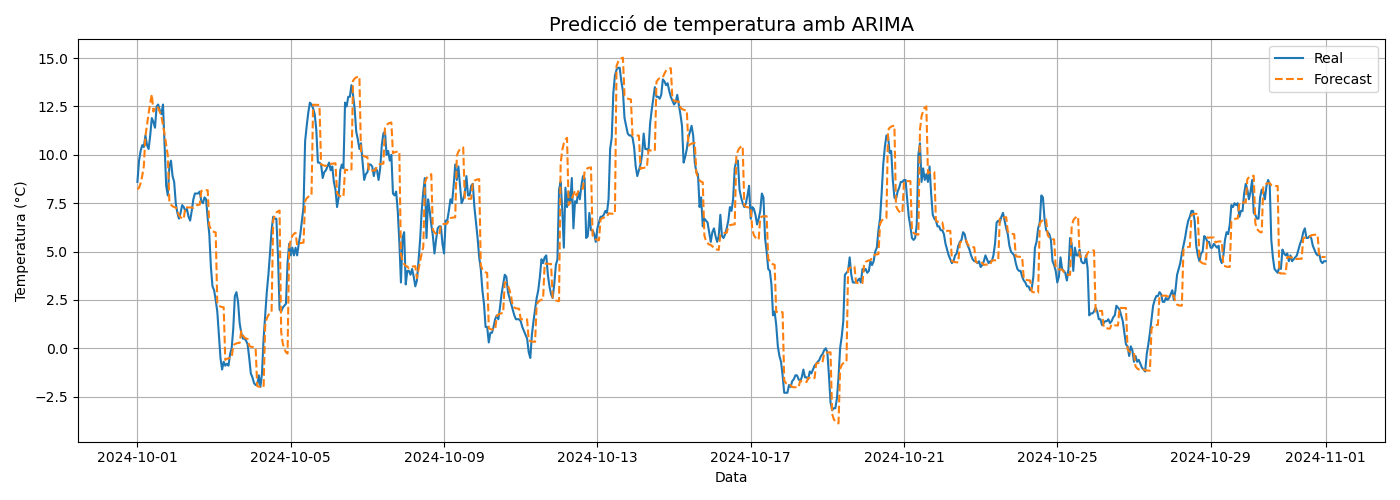 Predicció de temperatura amb ARIMA
Real
Forecast
Temperatura (°C)
15.0
12.5
10.0
7.5
5.0
2.5
0.0
−2.5
2024-10-01 2024-10-05 2024-10-09 2024-10-13 2024-10-17 2024-10-21 2024-10-25 2024-10-29 2024-11-01
Data